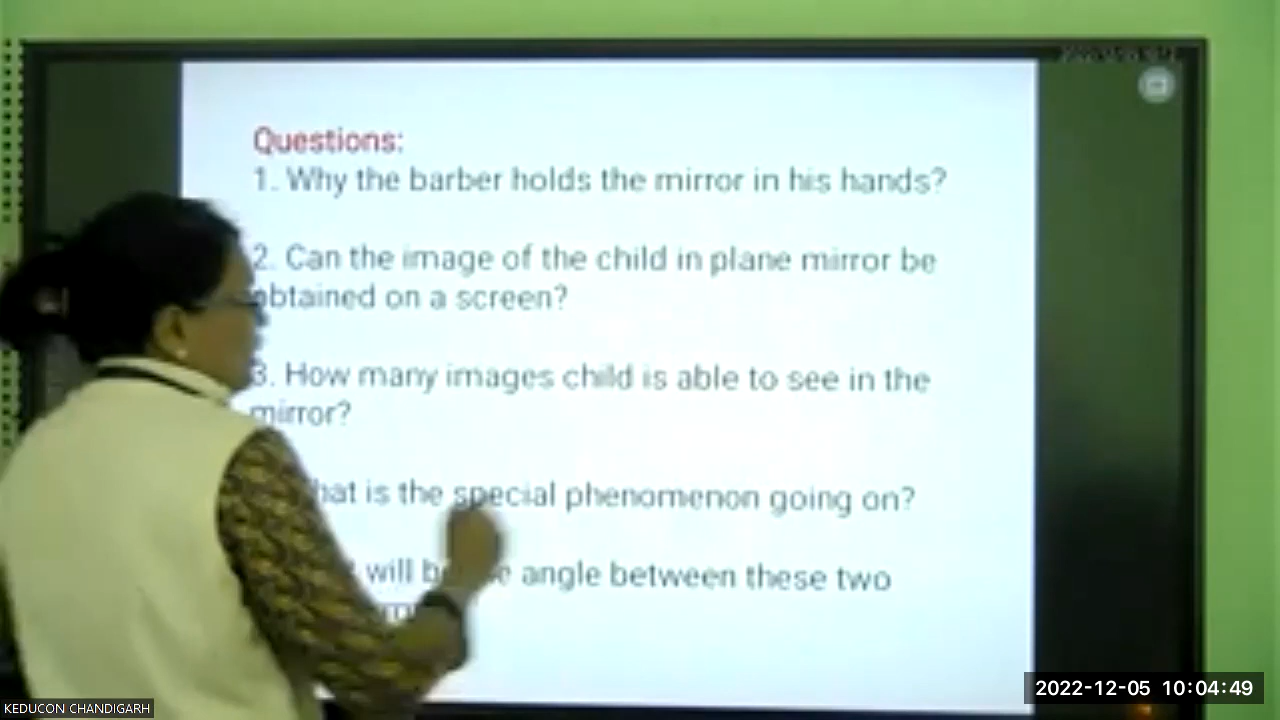 Questions:
1. Why the barber holds the mirror in his hands?
2. Can the image of the child in plane mirror be
obtained on a screen?
3. How many images child is able to see in the
mirror?
is the special phenomenon going on?
will angle between these two
2022-12-05 10:04:49
KEDUCON CHANDIGARH